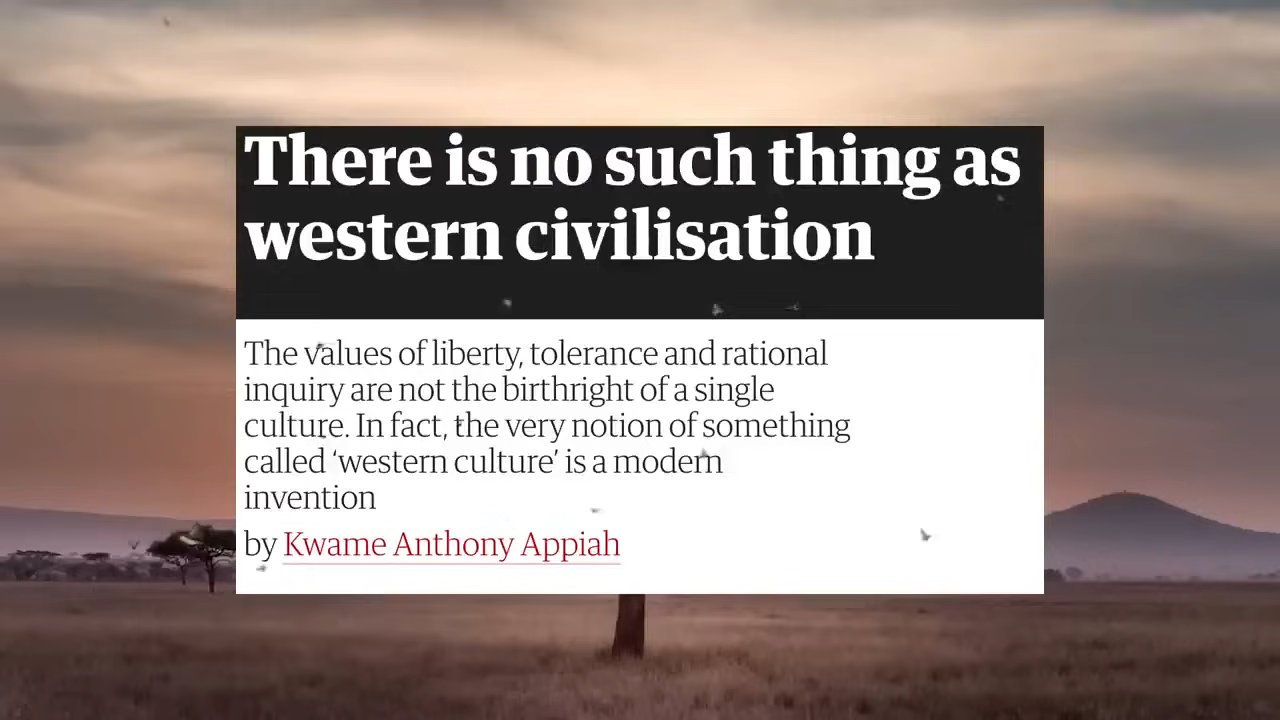 There is no such thing as
western civilisation
The values of liberty, tolerance and rational
inquiry are not the birthright of a single
culture. In fact, the very notion of something
called ‘western culture’ is a modern
invention
by Kwame Anthony Appiah